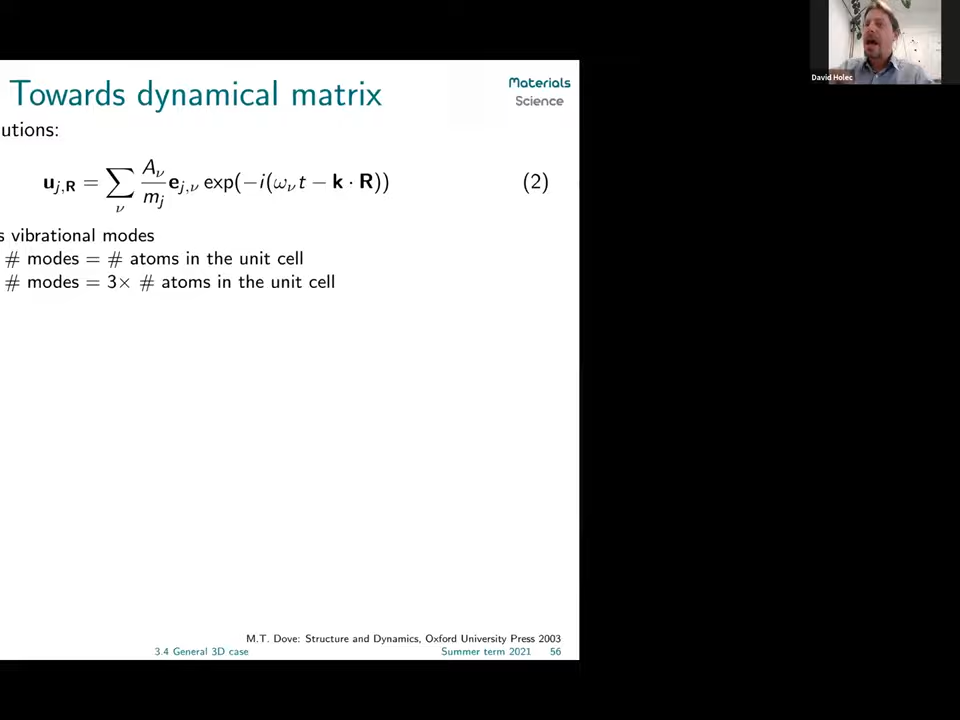 David Holec
Towards dynamical matrix
Materials
Science
utions:
u_{j,R} = ∑_ν A_ν/m_j e_{j,ν} exp(−i(ω_ν t − k · R)) (2)
s vibrational modes
# modes = # atoms in the unit cell
# modes = 3× # atoms in the unit cell
M.T. Dove: Structure and Dynamics, Oxford University Press 2003
3.4 General 3D case Summer term 2021 56